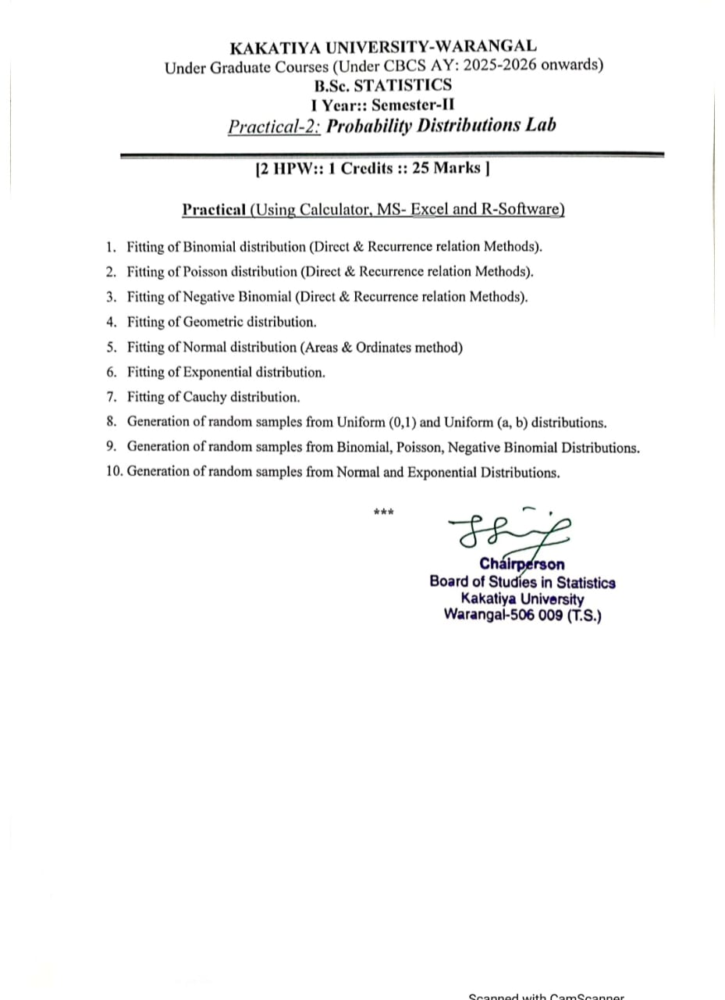 KAKATIYA UNIVERSITY-WARANGAL
Under Graduate Courses (Under CBCS AY: 2025-2026 onwards)
B.Sc. STATISTICS
I Year:: Semester-II
Practical-2: Probability Distributions Lab
[2 HPW:: 1 Credits :: 25 Marks ]
Practical (Using Calculator, MS- Excel and R-Software)
1. Fitting of Binomial distribution (Direct & Recurrence relation Methods).
2. Fitting of Poisson distribution (Direct & Recurrence relation Methods).
3. Fitting of Negative Binomial (Direct & Recurrence relation Methods).
4. Fitting of Geometric distribution.
5. Fitting of Normal distribution (Areas & Ordinates method)
6. Fitting of Exponential distribution.
7. Fitting of Cauchy distribution.
8. Generation of random samples from Uniform (0,1) and Uniform (a, b) distributions.
9. Generation of random samples from Binomial, Poisson, Negative Binomial Distributions.
10. Generation of random samples from Normal and Exponential Distributions.
***
Chairperson
Board of Studies in Statistics
Kakatiya University
Warangal-506 009 (T.S.)
Scanned with CamScanner